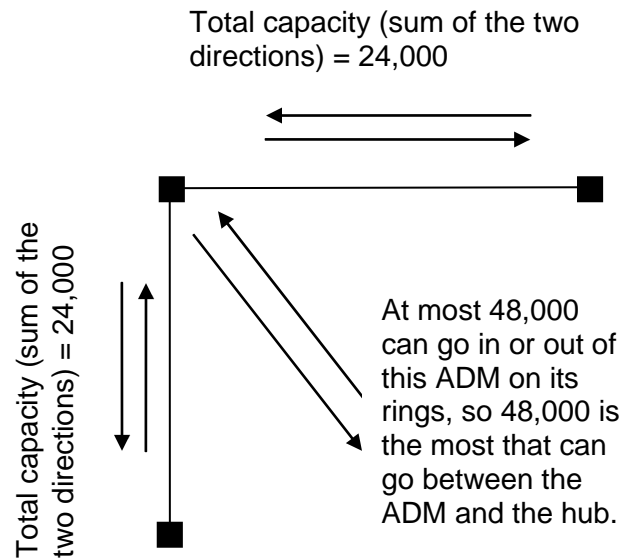 Total capacity (sum of the two
directions) = 24,000
Total capacity (sum of the
two directions) = 24,000
At most 48,000
can go in or out of
this ADM on its
rings, so 48,000 is
the most that can
go between the
ADM and the hub.